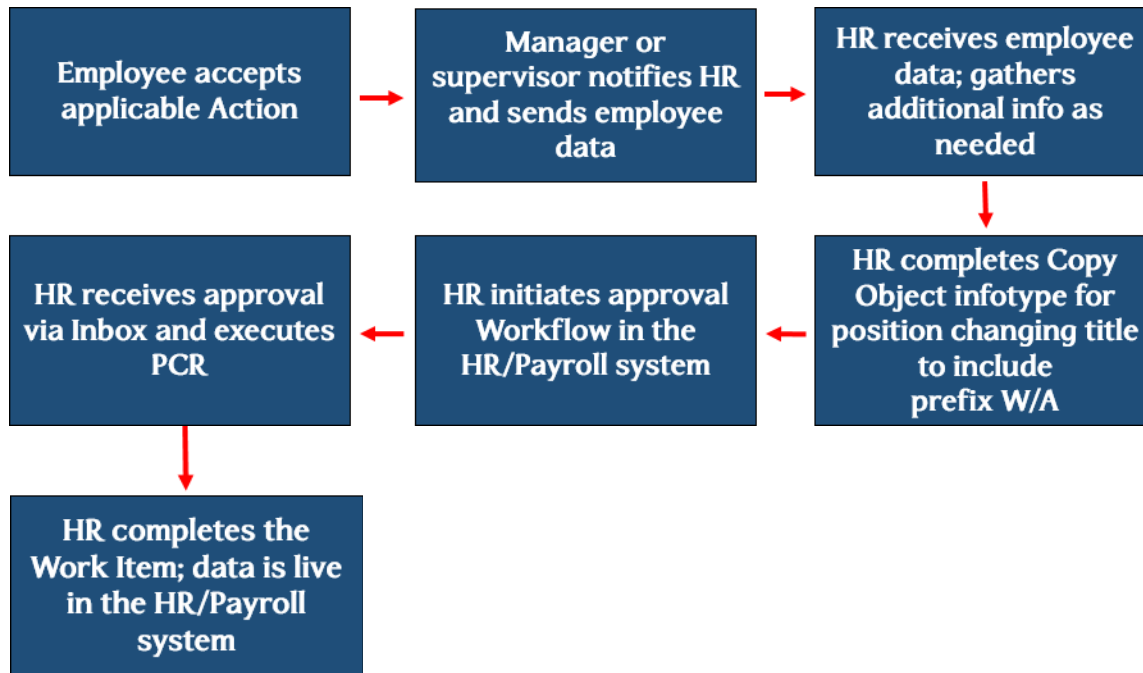 Employee accepts
applicable Action
Manager or
supervisor notifies HR
and sends employee
data
HR receives employee
data; gathers
additional info as
needed
HR completes Copy
Object infotype for
position changing title
to include
prefix W/A
HR initiates approval
Workflow in the
HR/Payroll system
HR receives approval
via Inbox and executes
PCR
HR completes the
Work Item; data is live
in the HR/Payroll
system